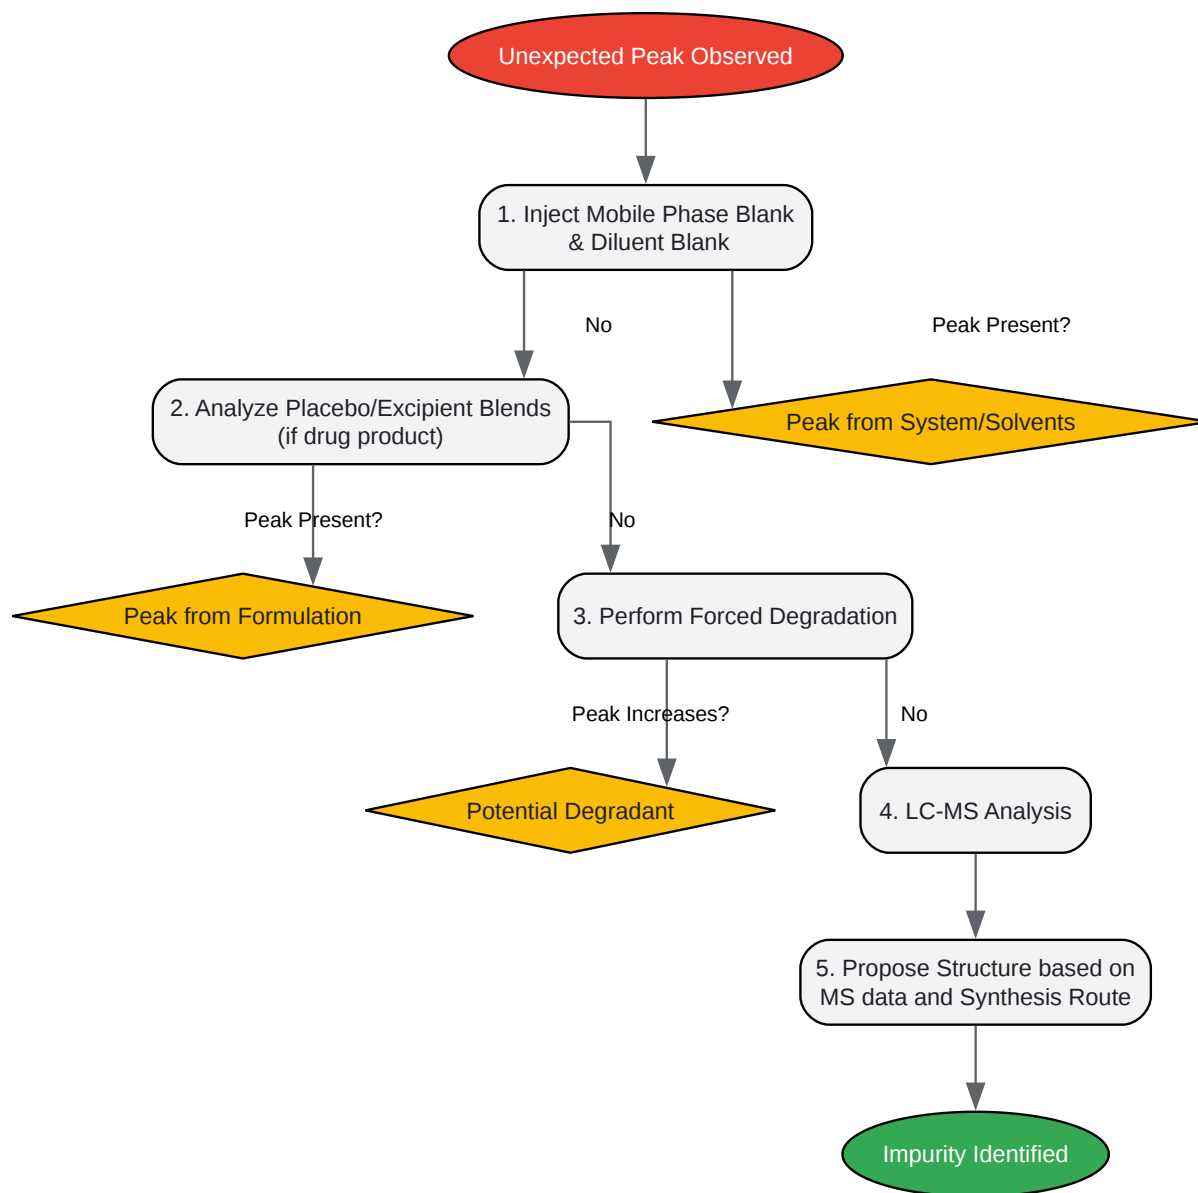 Unexpected Peak Observed
1. Inject Mobile Phase Blank
& Diluent Blank
No
Peak Present?
2. Analyze Placebo/Excipient Blends
(if drug product)
Peak from System/Solvents
Peak Present?
No
Peak from Formulation
3. Perform Forced Degradation
Peak Increases?
No
Potential Degradant
4. LC-MS Analysis
5. Propose Structure based on
MS data and Synthesis Route
Impurity Identified